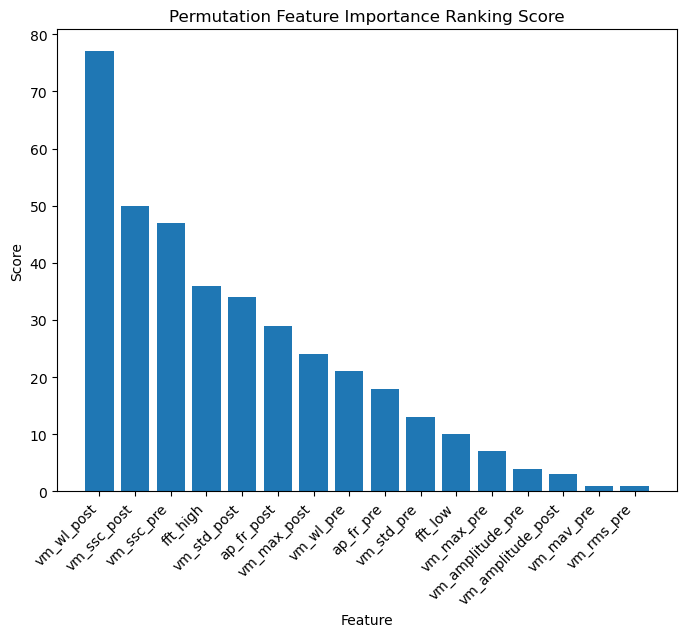 Permutation Feature Importance Ranking Score
80
70
60
50
40
30
20
10
0
Score
vm_wl_post
vm_ssc_post
vm_ssc_pre
fft_high
vm_std_post
ap_fr_post
vm_max_post
vm_wl_pre
ap_fr_pre
vm_std_pre
fft_low
vm_max_pre
vm_amplitude_pre
vm_amplitude_post
vm_mav_pre
vm_rms_pre
Feature